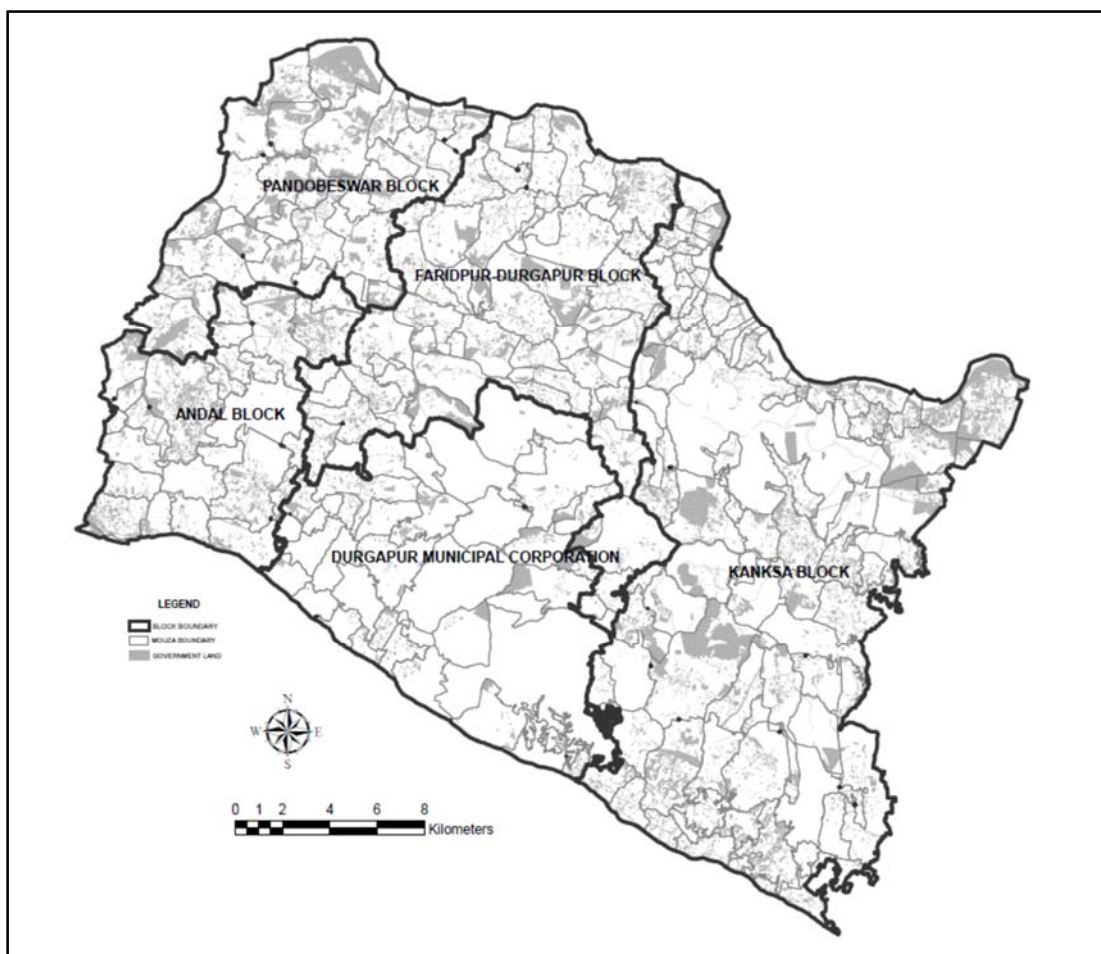 PANDOBESWAR BLOCK
FARIDPUR-DURGAPUR BLOCK
ANDAL BLOCK
DURGAPUR MUNICIPAL CORPORATION
KANKSA BLOCK
LEGEND
BLOCK BOUNDARY
MOUZA BOUNDARY
GOVERNMENT LAND
N
W E
S
0 1 2 4 6 8
Kilometers